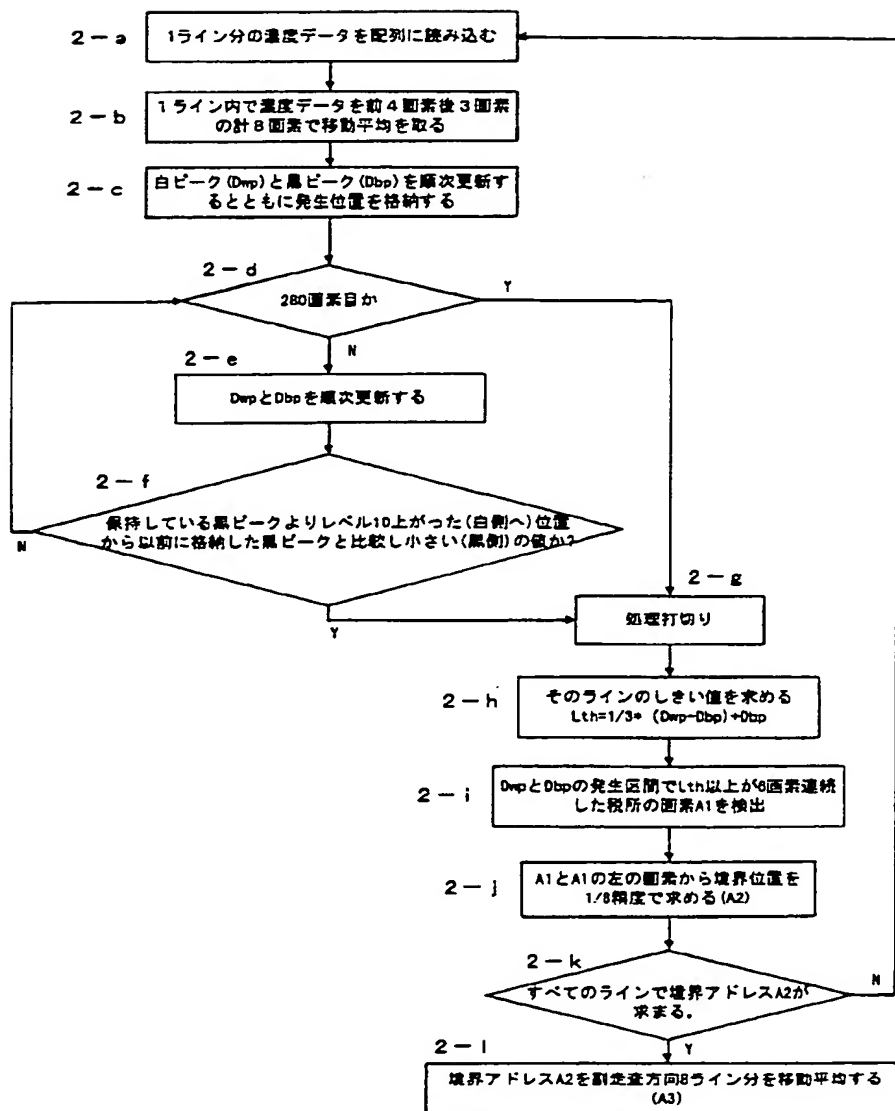 2-a
1ライン分の濃度データを配列に読み込む
2-b
1ライン内で濃度データを前4画素後3画素
の計8画素で移動平均を取る
2-c
白ピーク(Dwp)と黒ピーク(Dbp)を順次更新す
るとともに発生位置を格納する
2-d
280画素目か
Y
N
2-e
DwpとDbpを順次更新する
2-f
保持している黒ピークよりレベル10上がった(白側へ)位置
から以前に格納した黒ピークと比較し小さい(黒側)の値か?
N
Y
2-g
処理打切り
2-h
そのラインのしきい値を求める
Lth=1/3* (Dwp-Dbp)+Dbp
2-i
DwpとDbpの発生区間でLth以上が6画素連続
した税所の画素A1を検出
2-j
A1とA1の左の画素から境界位置を
1/8精度で求める(A2)
2-k
すべてのラインで境界アドレスA2が
求まる。
N
Y
2-l
境界アドレスA2を副走査方向8ライン分を移動平均する
(A3)